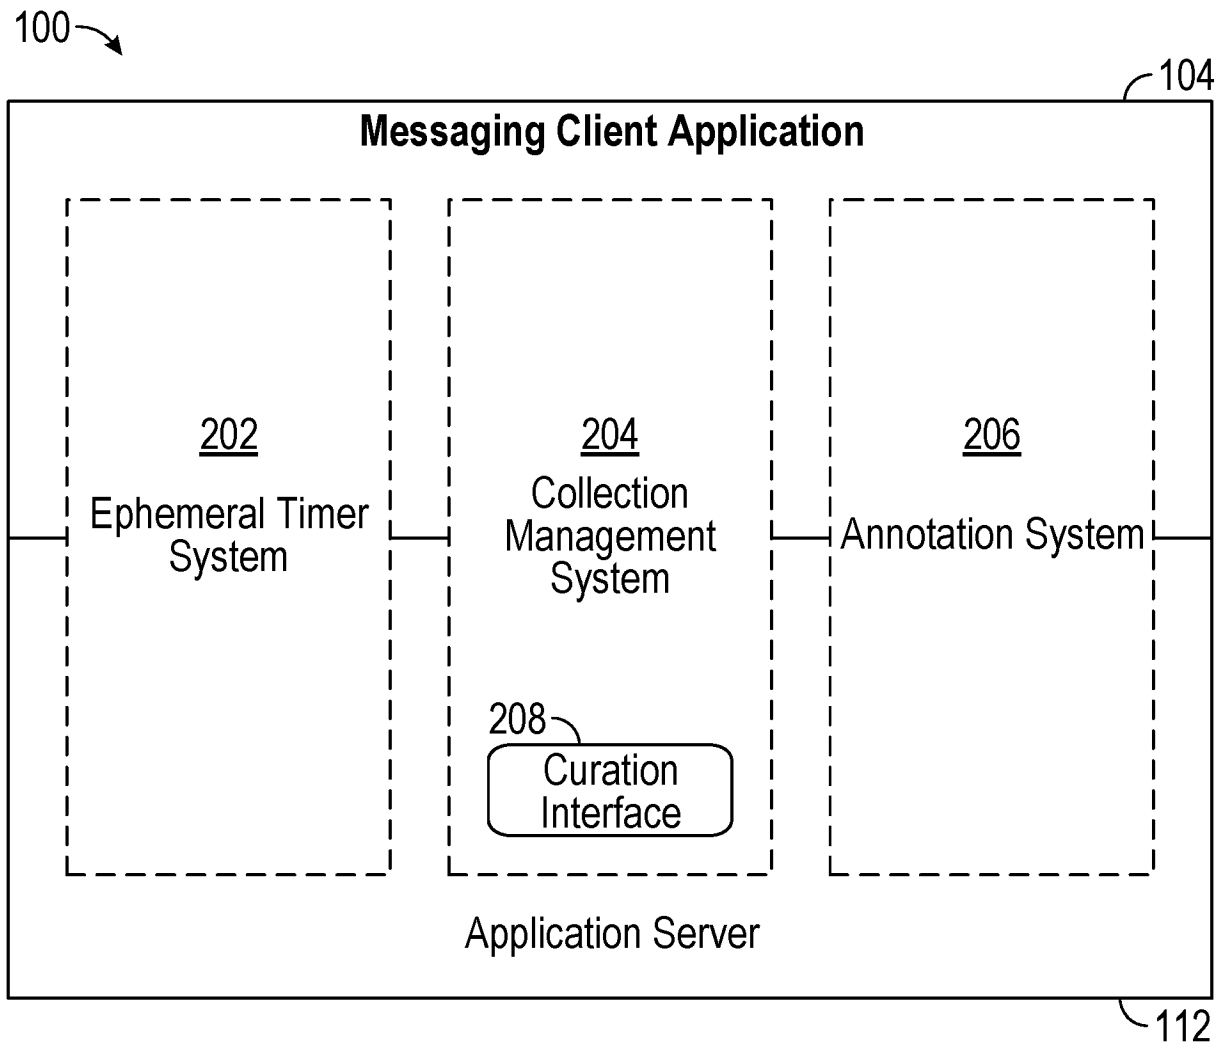 100
104
Messaging Client Application
202
Ephemeral Timer
System
204
Collection
Management
System
206
Annotation System
208
Curation
Interface
Application Server
112